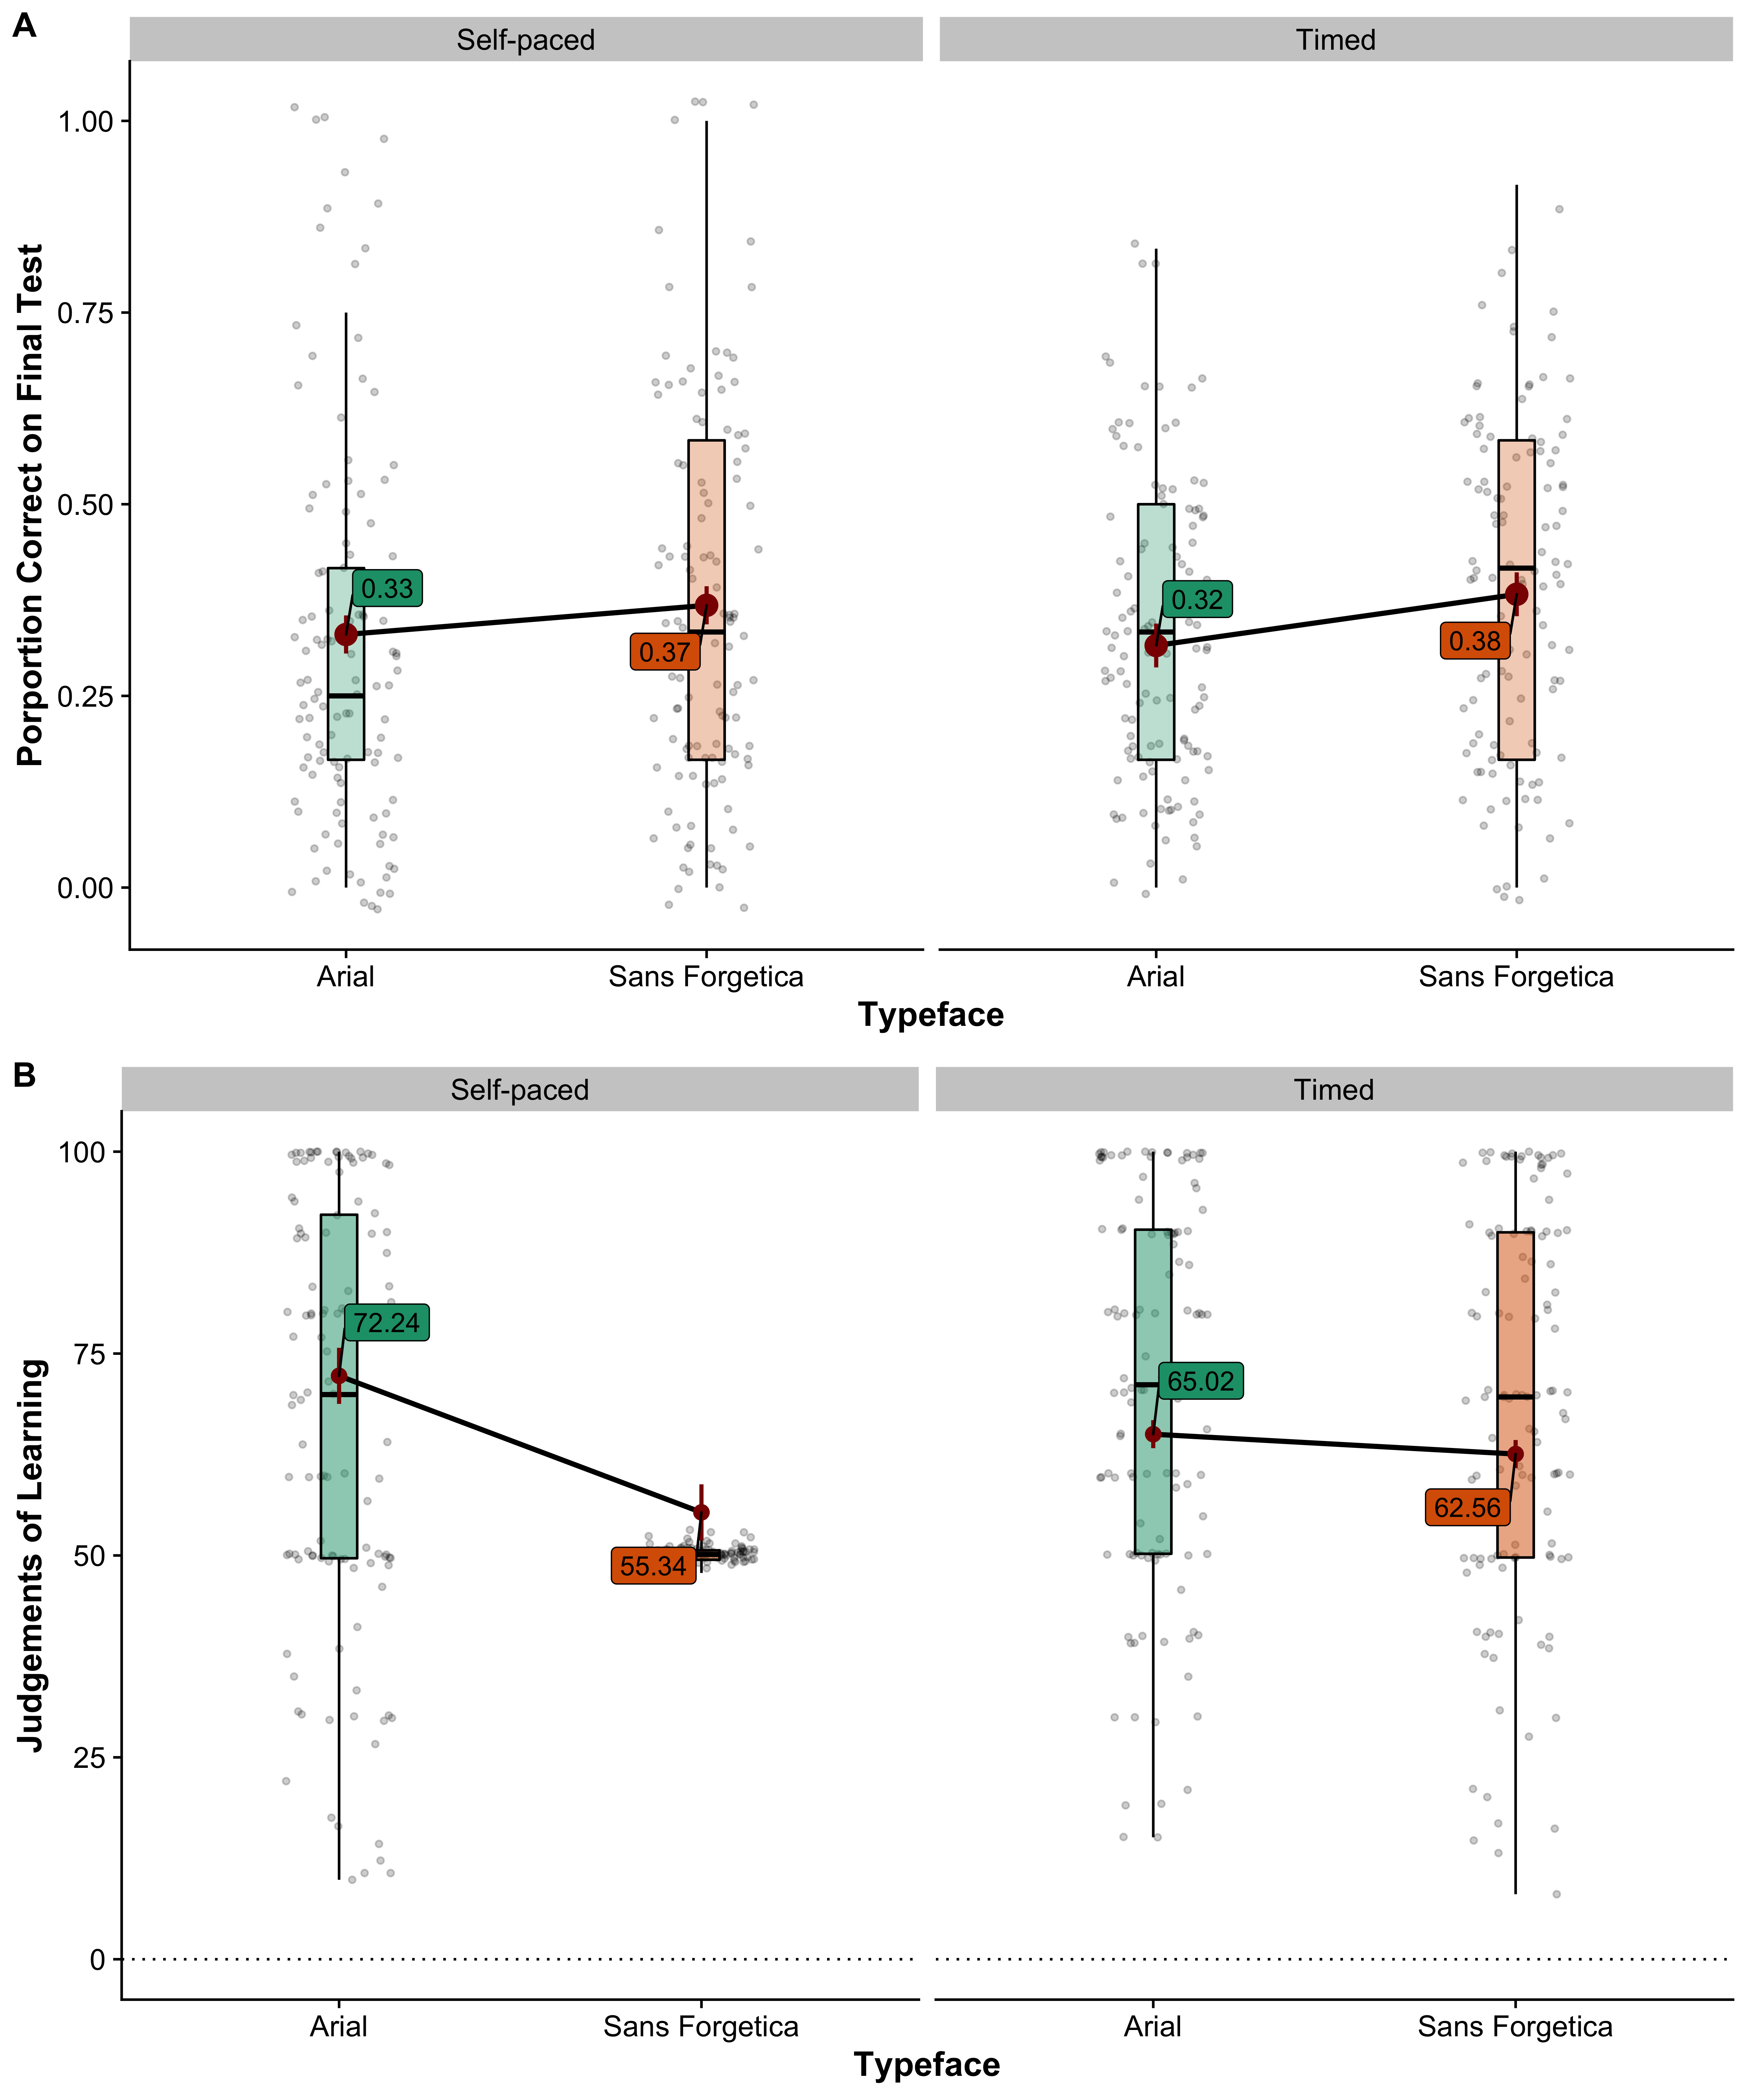 A
Self-paced
Timed
Porportion Correct on Final Test
1.00
0.75
0.50
0.25
0.00
0.33
0.37
0.32
0.38
Arial
Sans Forgetica
Arial
Sans Forgetica
Typeface
B
Self-paced
Timed
Judgements of Learning
100
75
50
25
0
72.24
55.34
65.02
62.56
Arial
Sans Forgetica
Arial
Sans Forgetica
Typeface